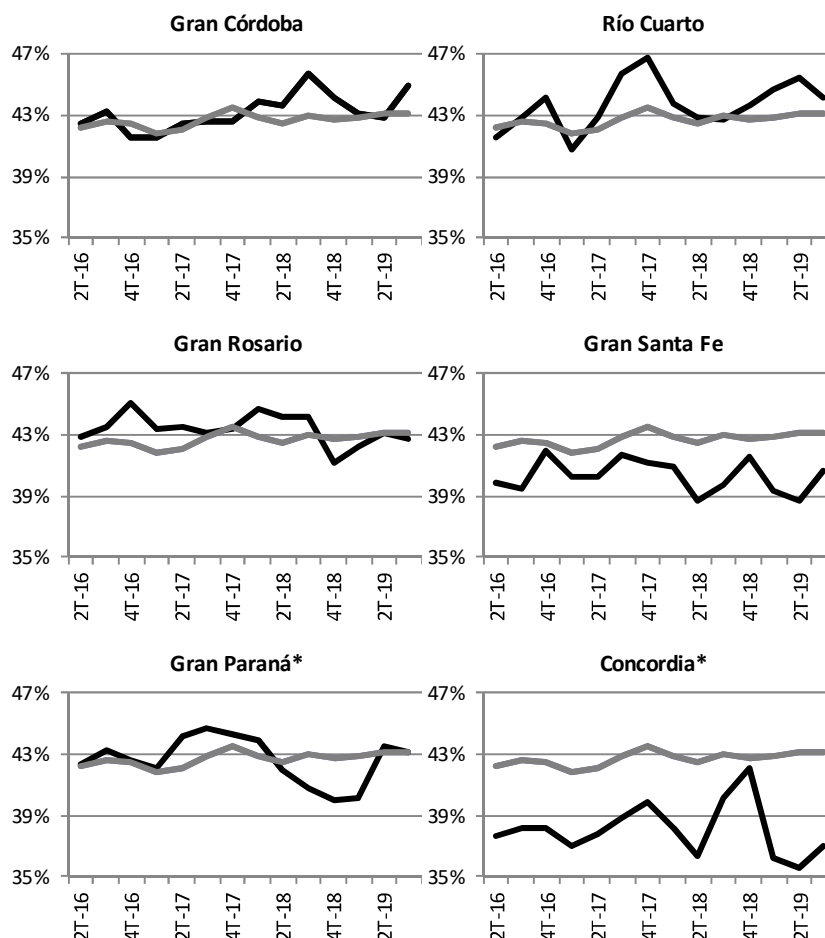 Gran Córdoba
47%
43%
39%
35%
2T-16
4T-16
2T-17
4T-17
2T-18
4T-18
2T-19
Río Cuarto
47%
43%
39%
35%
2T-16
4T-16
2T-17
4T-17
2T-18
4T-18
2T-19
Gran Rosario
47%
43%
39%
35%
2T-16
4T-16
2T-17
4T-17
2T-18
4T-18
2T-19
Gran Santa Fe
47%
43%
39%
35%
2T-16
4T-16
2T-17
4T-17
2T-18
4T-18
2T-19
Gran Paraná*
47%
43%
39%
35%
2T-16
4T-16
2T-17
4T-17
2T-18
4T-18
2T-19
Concordia*
47%
43%
39%
35%
2T-16
4T-16
2T-17
4T-17
2T-18
4T-18
2T-19